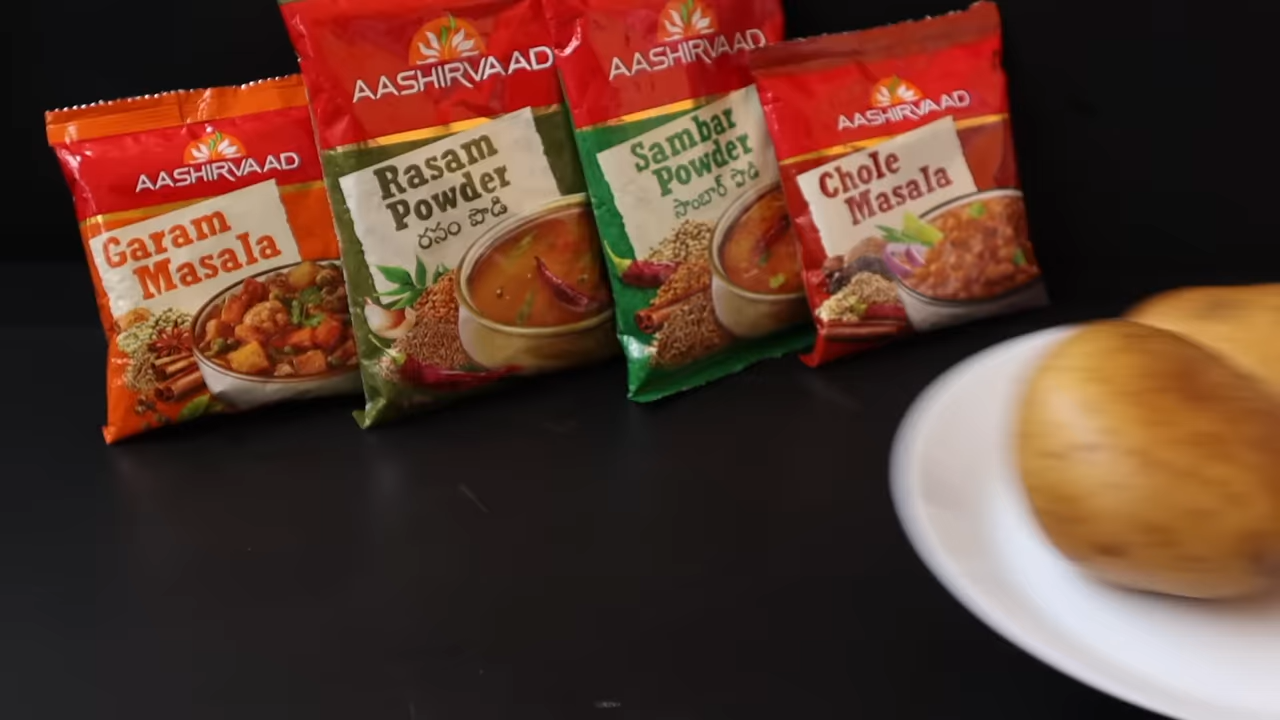 AASHIRVAAD
Garam
Masala
AASHIRVAAD
Rasam
Powder
రసం పొడి
AASHIRVAAD
Sambar
Powder
సాంబార్ పొడి
AASHIRVAAD
Chole
Masala